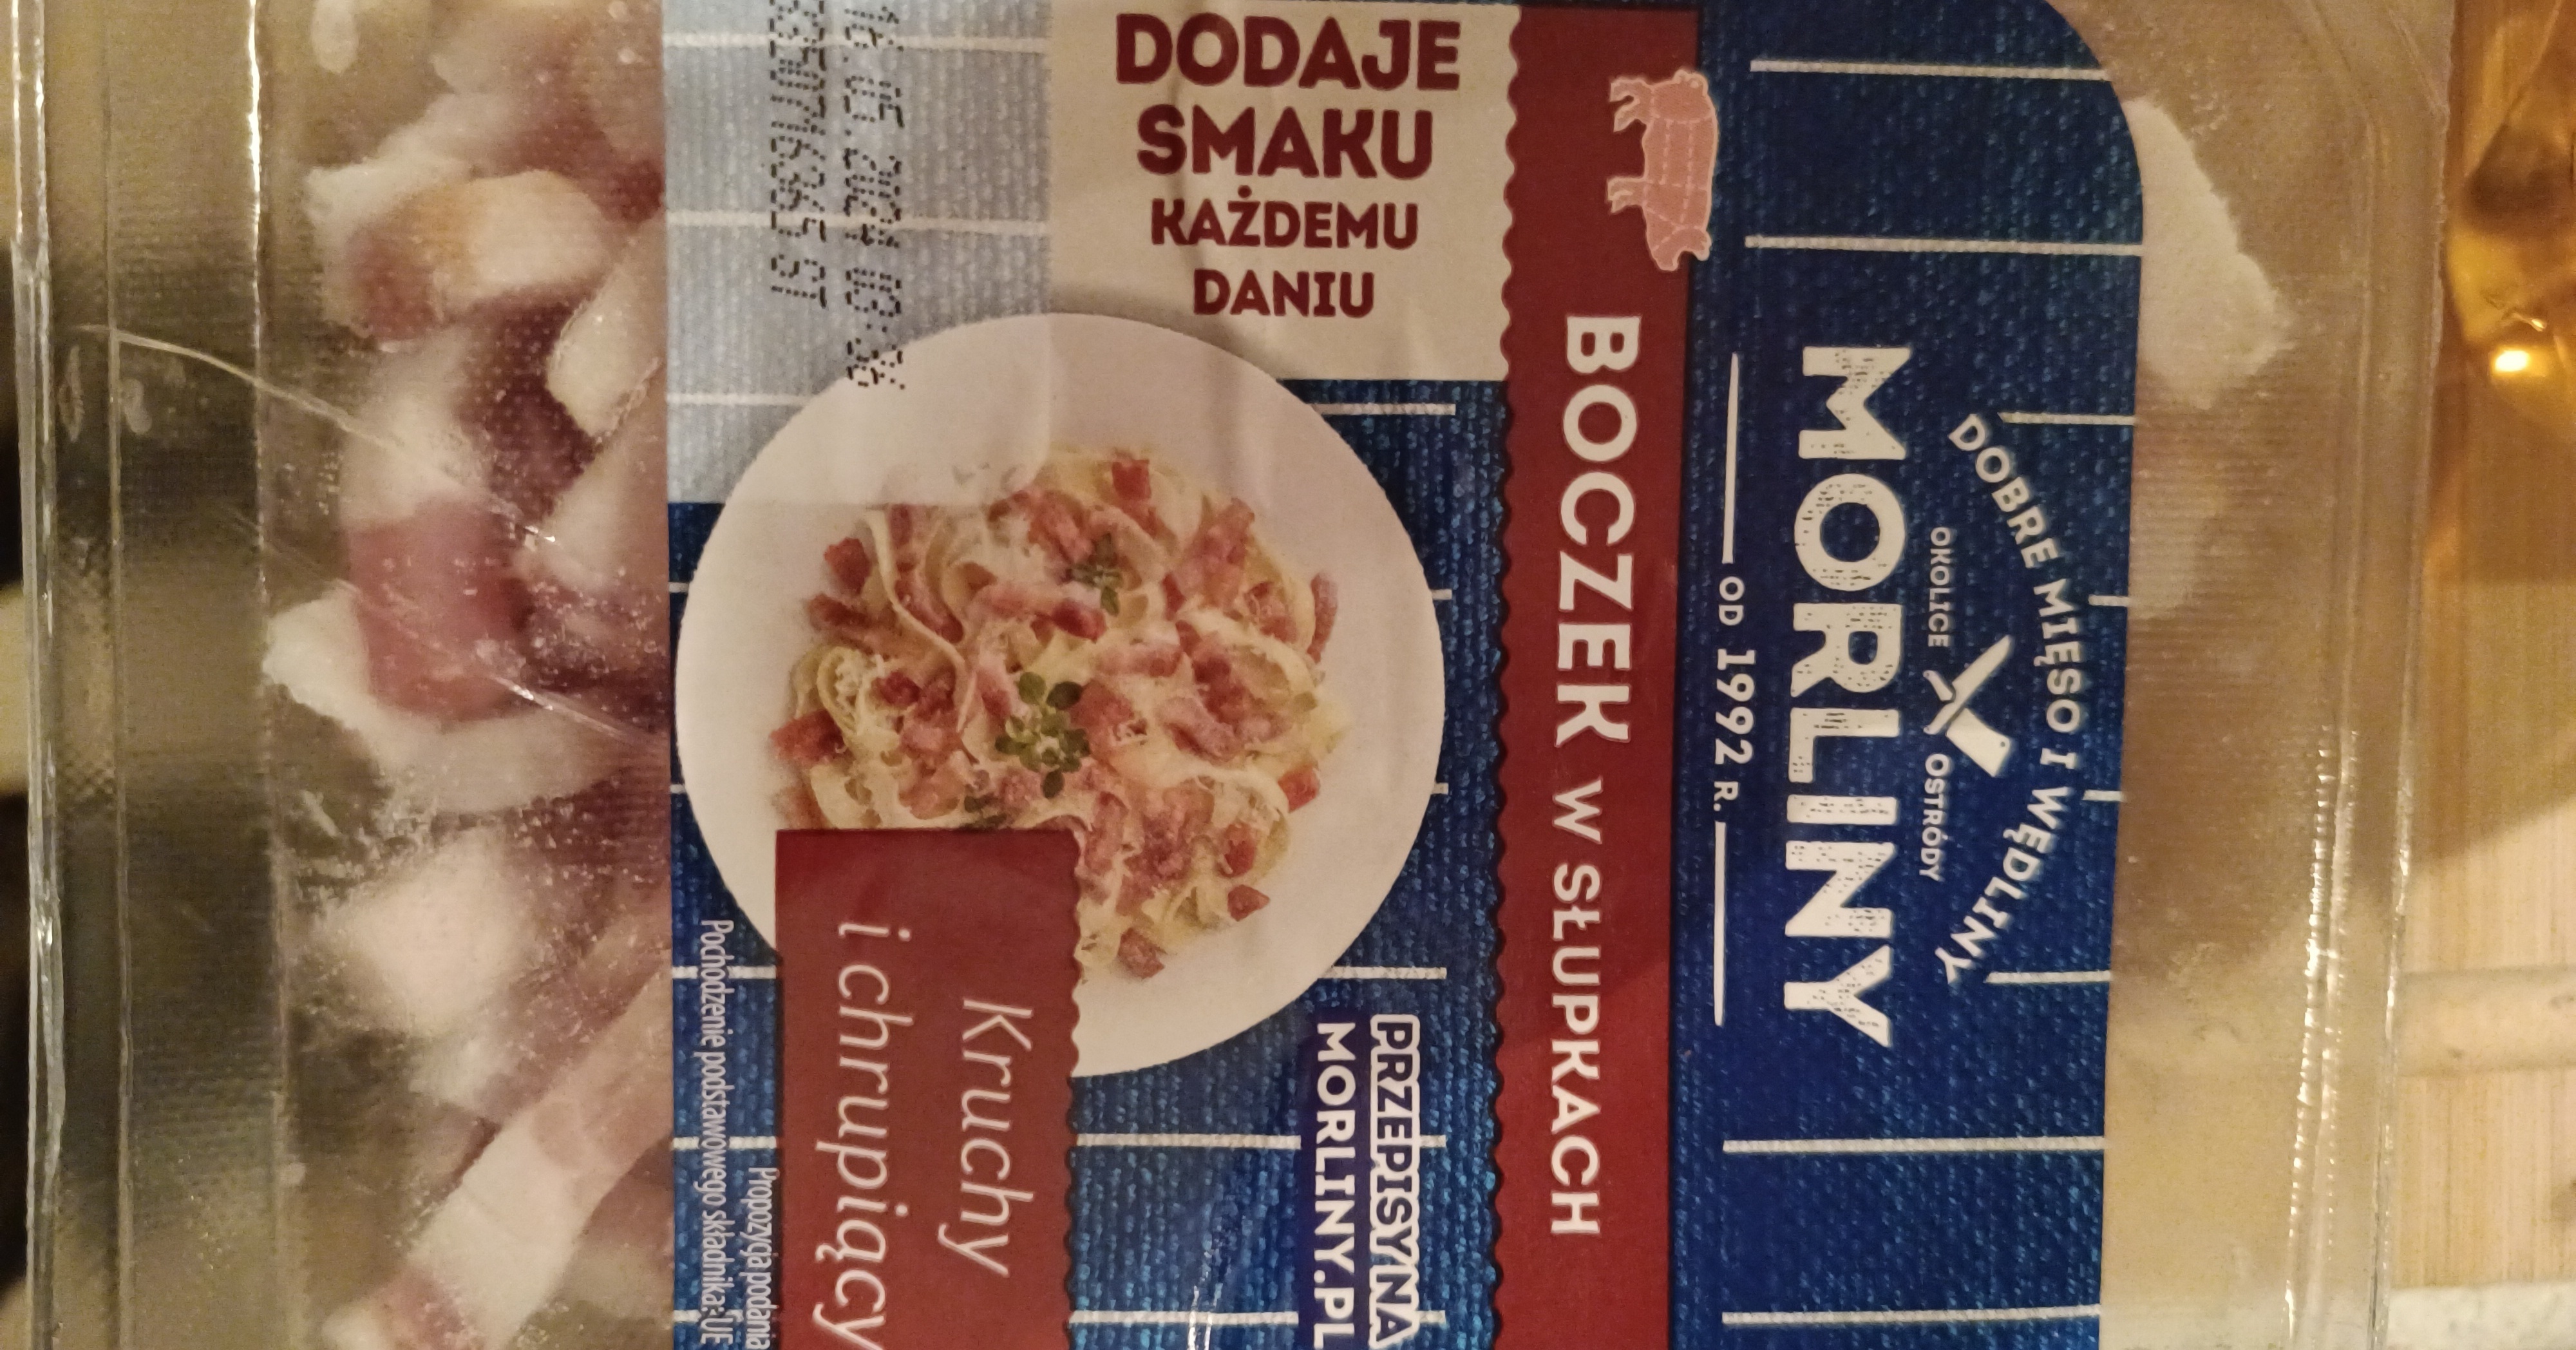 DOBRE MIĘSO I WĘDLINY
OKOLICE OSTRÓDY
MORLINY
OD 1992 R.
BOCZEK W SŁUPKACH
DODAJE
SMAKU
KAŻDEMU
DANIU
PRZEPISY NA
MORLINY.PL
Kruchy
i chrupiący
Propozycja podania
Pochodzenie podstawowego składnika: UE